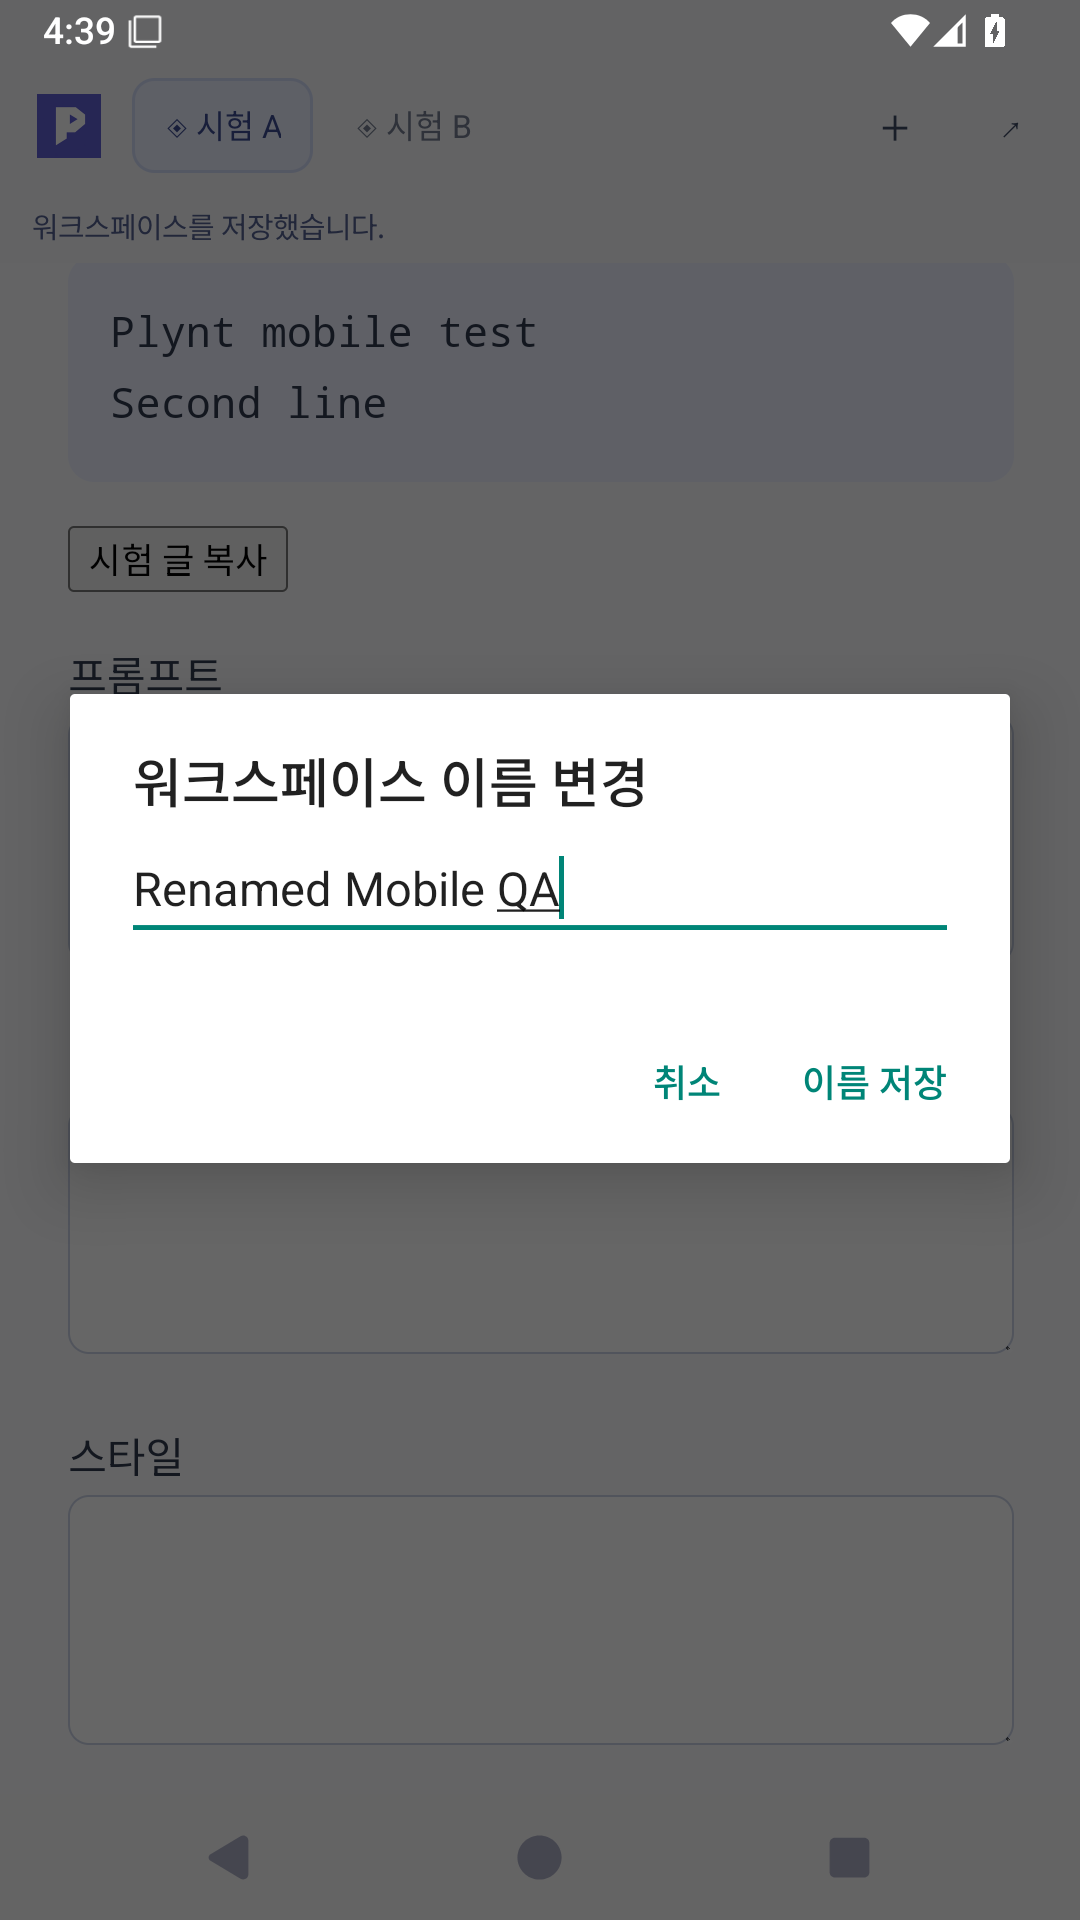 4:39
시험 A
시험 B
워크스페이스를 저장했습니다.
Plynt mobile test
Second line
시험 글 복사
프롬프트
워크스페이스 이름 변경
Renamed Mobile QA
취소
이름 저장
스타일